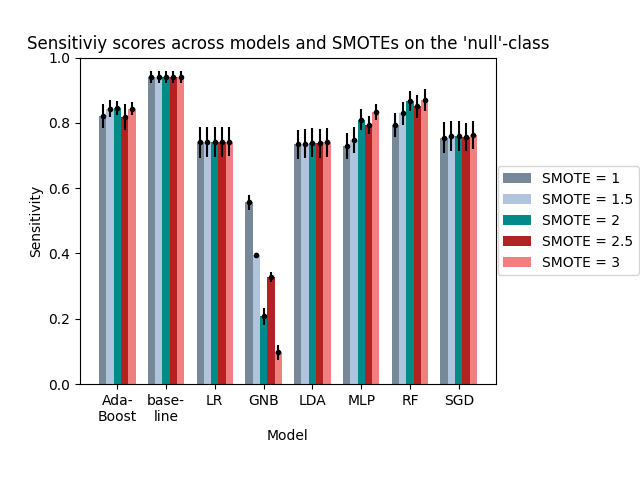 Sensitiviy scores across models and SMOTEs on the 'null'-class
1.0
0.8
0.6
0.4
0.2
0.0
Sensitivity
Ada-
Boost
base-
line
LR
GNB
LDA
MLP
RF
SGD
Model
SMOTE = 1
SMOTE = 1.5
SMOTE = 2
SMOTE = 2.5
SMOTE = 3